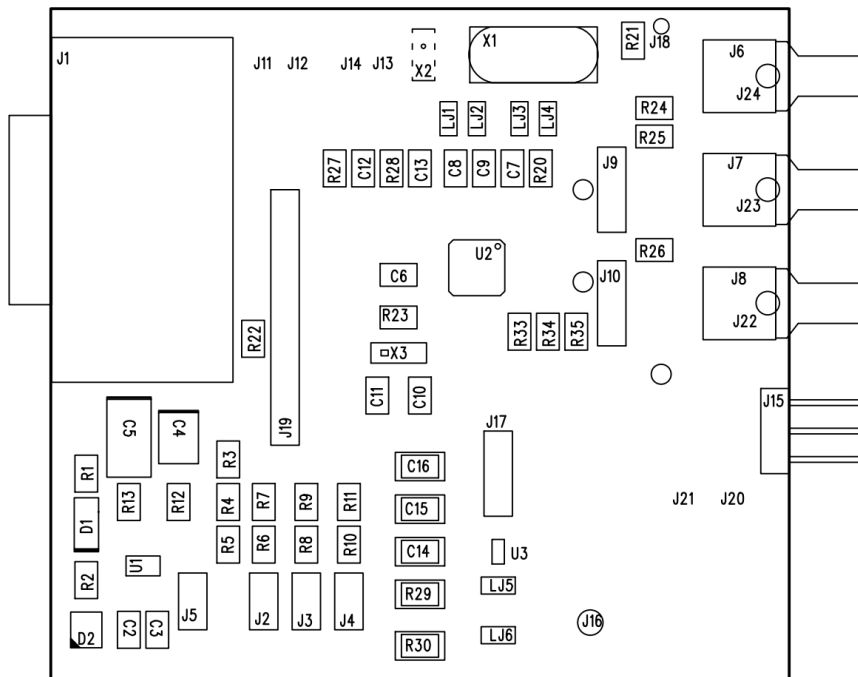 J1
J11
J12
J14
J13
X2
X1
R21
J18
J6
J24
LJ1
LJ2
LJ3
LJ4
R24
R25
R27
C12
R28
C13
C8
C9
C7
R20
J9
J7
J23
U2
R26
C6
J10
J8
R23
J22
R22
R33
R34
R35
X3
C11
C10
J15
C5
C4
J19
J17
R1
R3
C16
R13
R12
R4
R7
R9
R11
J21
J20
D1
C15
R5
R6
R8
R10
C14
U3
U1
R2
J5
J2
J3
J4
R29
LJ5
D2
C2
C3
R30
LJ6
J16